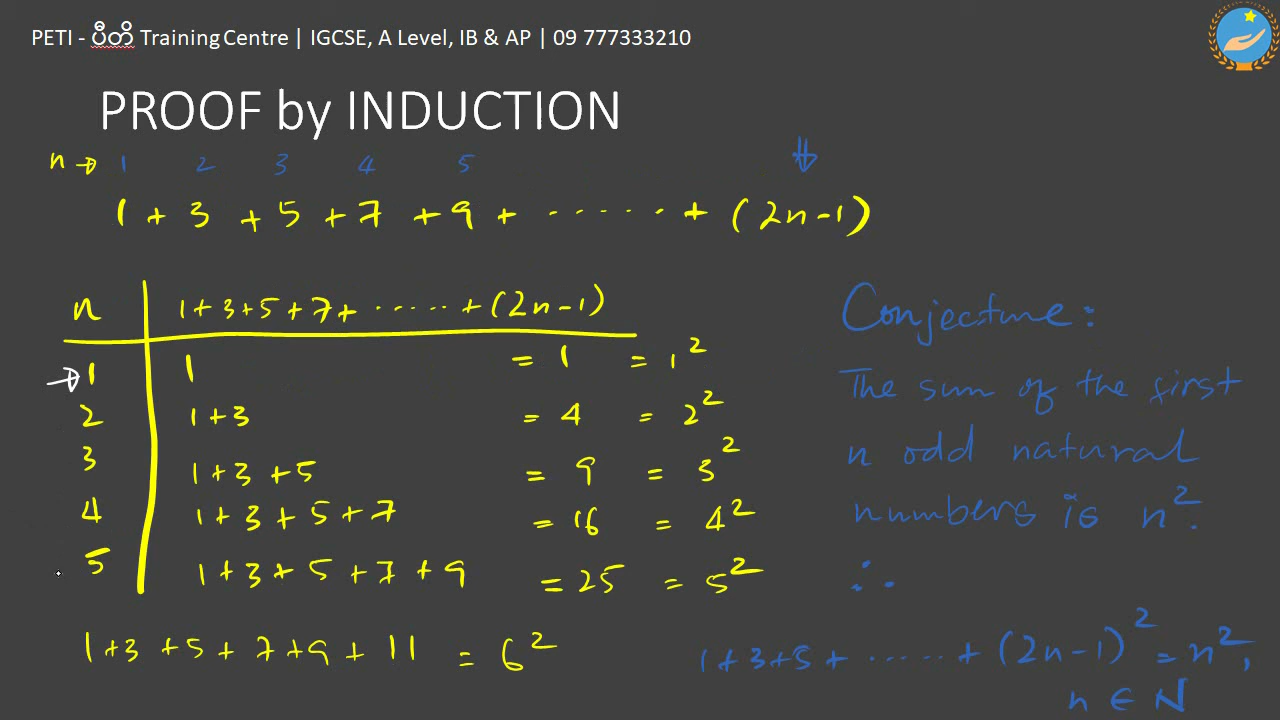 PETI - ပီတိ Training Centre | IGCSE, A Level, IB & AP | 09 777333210
PROOF by INDUCTION
n → 1 2 3 4 5
1 + 3 + 5 + 7 + 9 + ...... + (2n-1)
n 1+3+5+7+ ...... + (2n-1)
→ 1 1 = 1 = 1²
2 1+3 = 4 = 2²
3 1+3+5 = 9 = 3²
4 1+3+5+7 = 16 = 4²
5 1+3+5+7+9 = 25 = 5²
1+3+5+7+9+11 = 6²
Conjecture:
The sum of the first
n odd natural
numbers is n².
∴
1+3+5+ ...... + (2n-1)² = n²,
n ∈ N